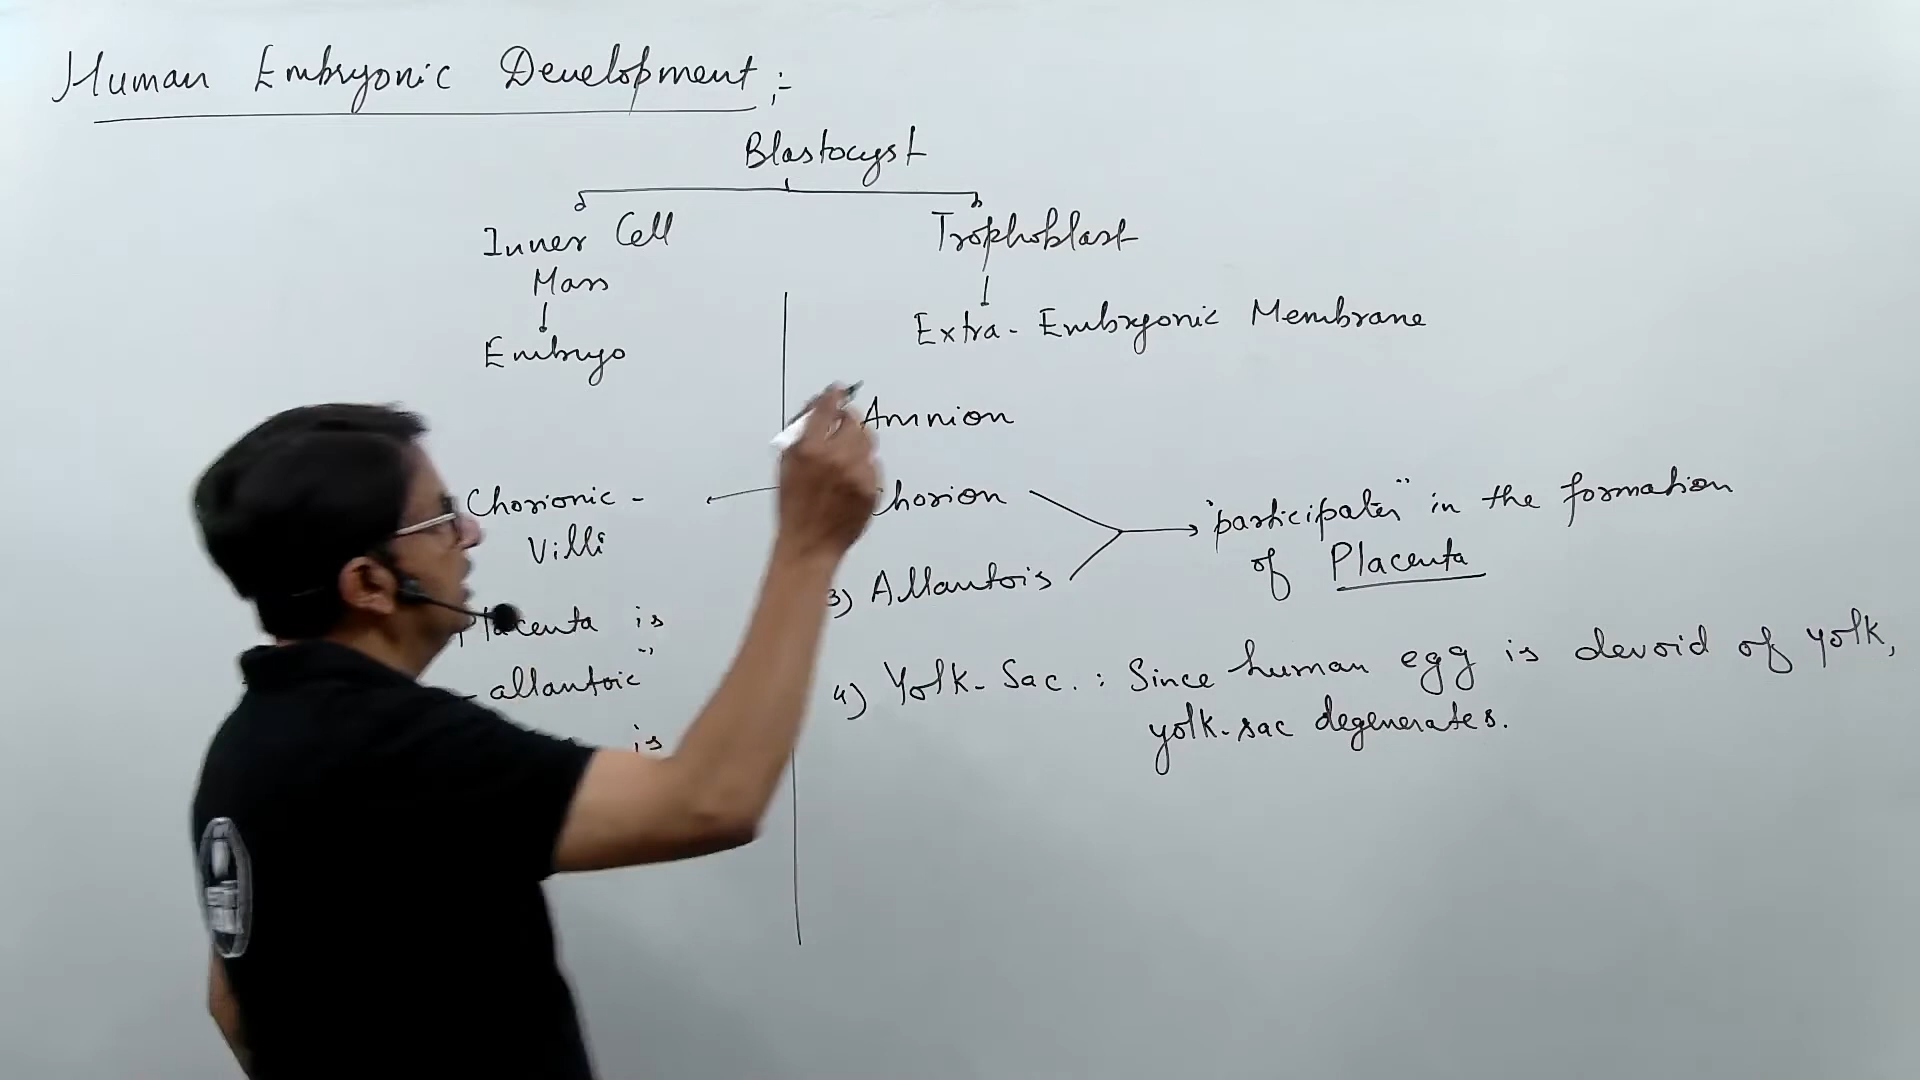 Human Embryonic Development :-
Blastocyst
Inner Cell
Mass
Embryo
Trophoblast
Extra- Embryonic Membrane
Amnion
Chorionic -
Villi
Chorion
3) Allantois
"participates" in the formation
of Placenta
Placenta is
- allantoic"
is
4) Yolk-Sac. : Since human egg is devoid of yolk,
yolk-sac degenerates.